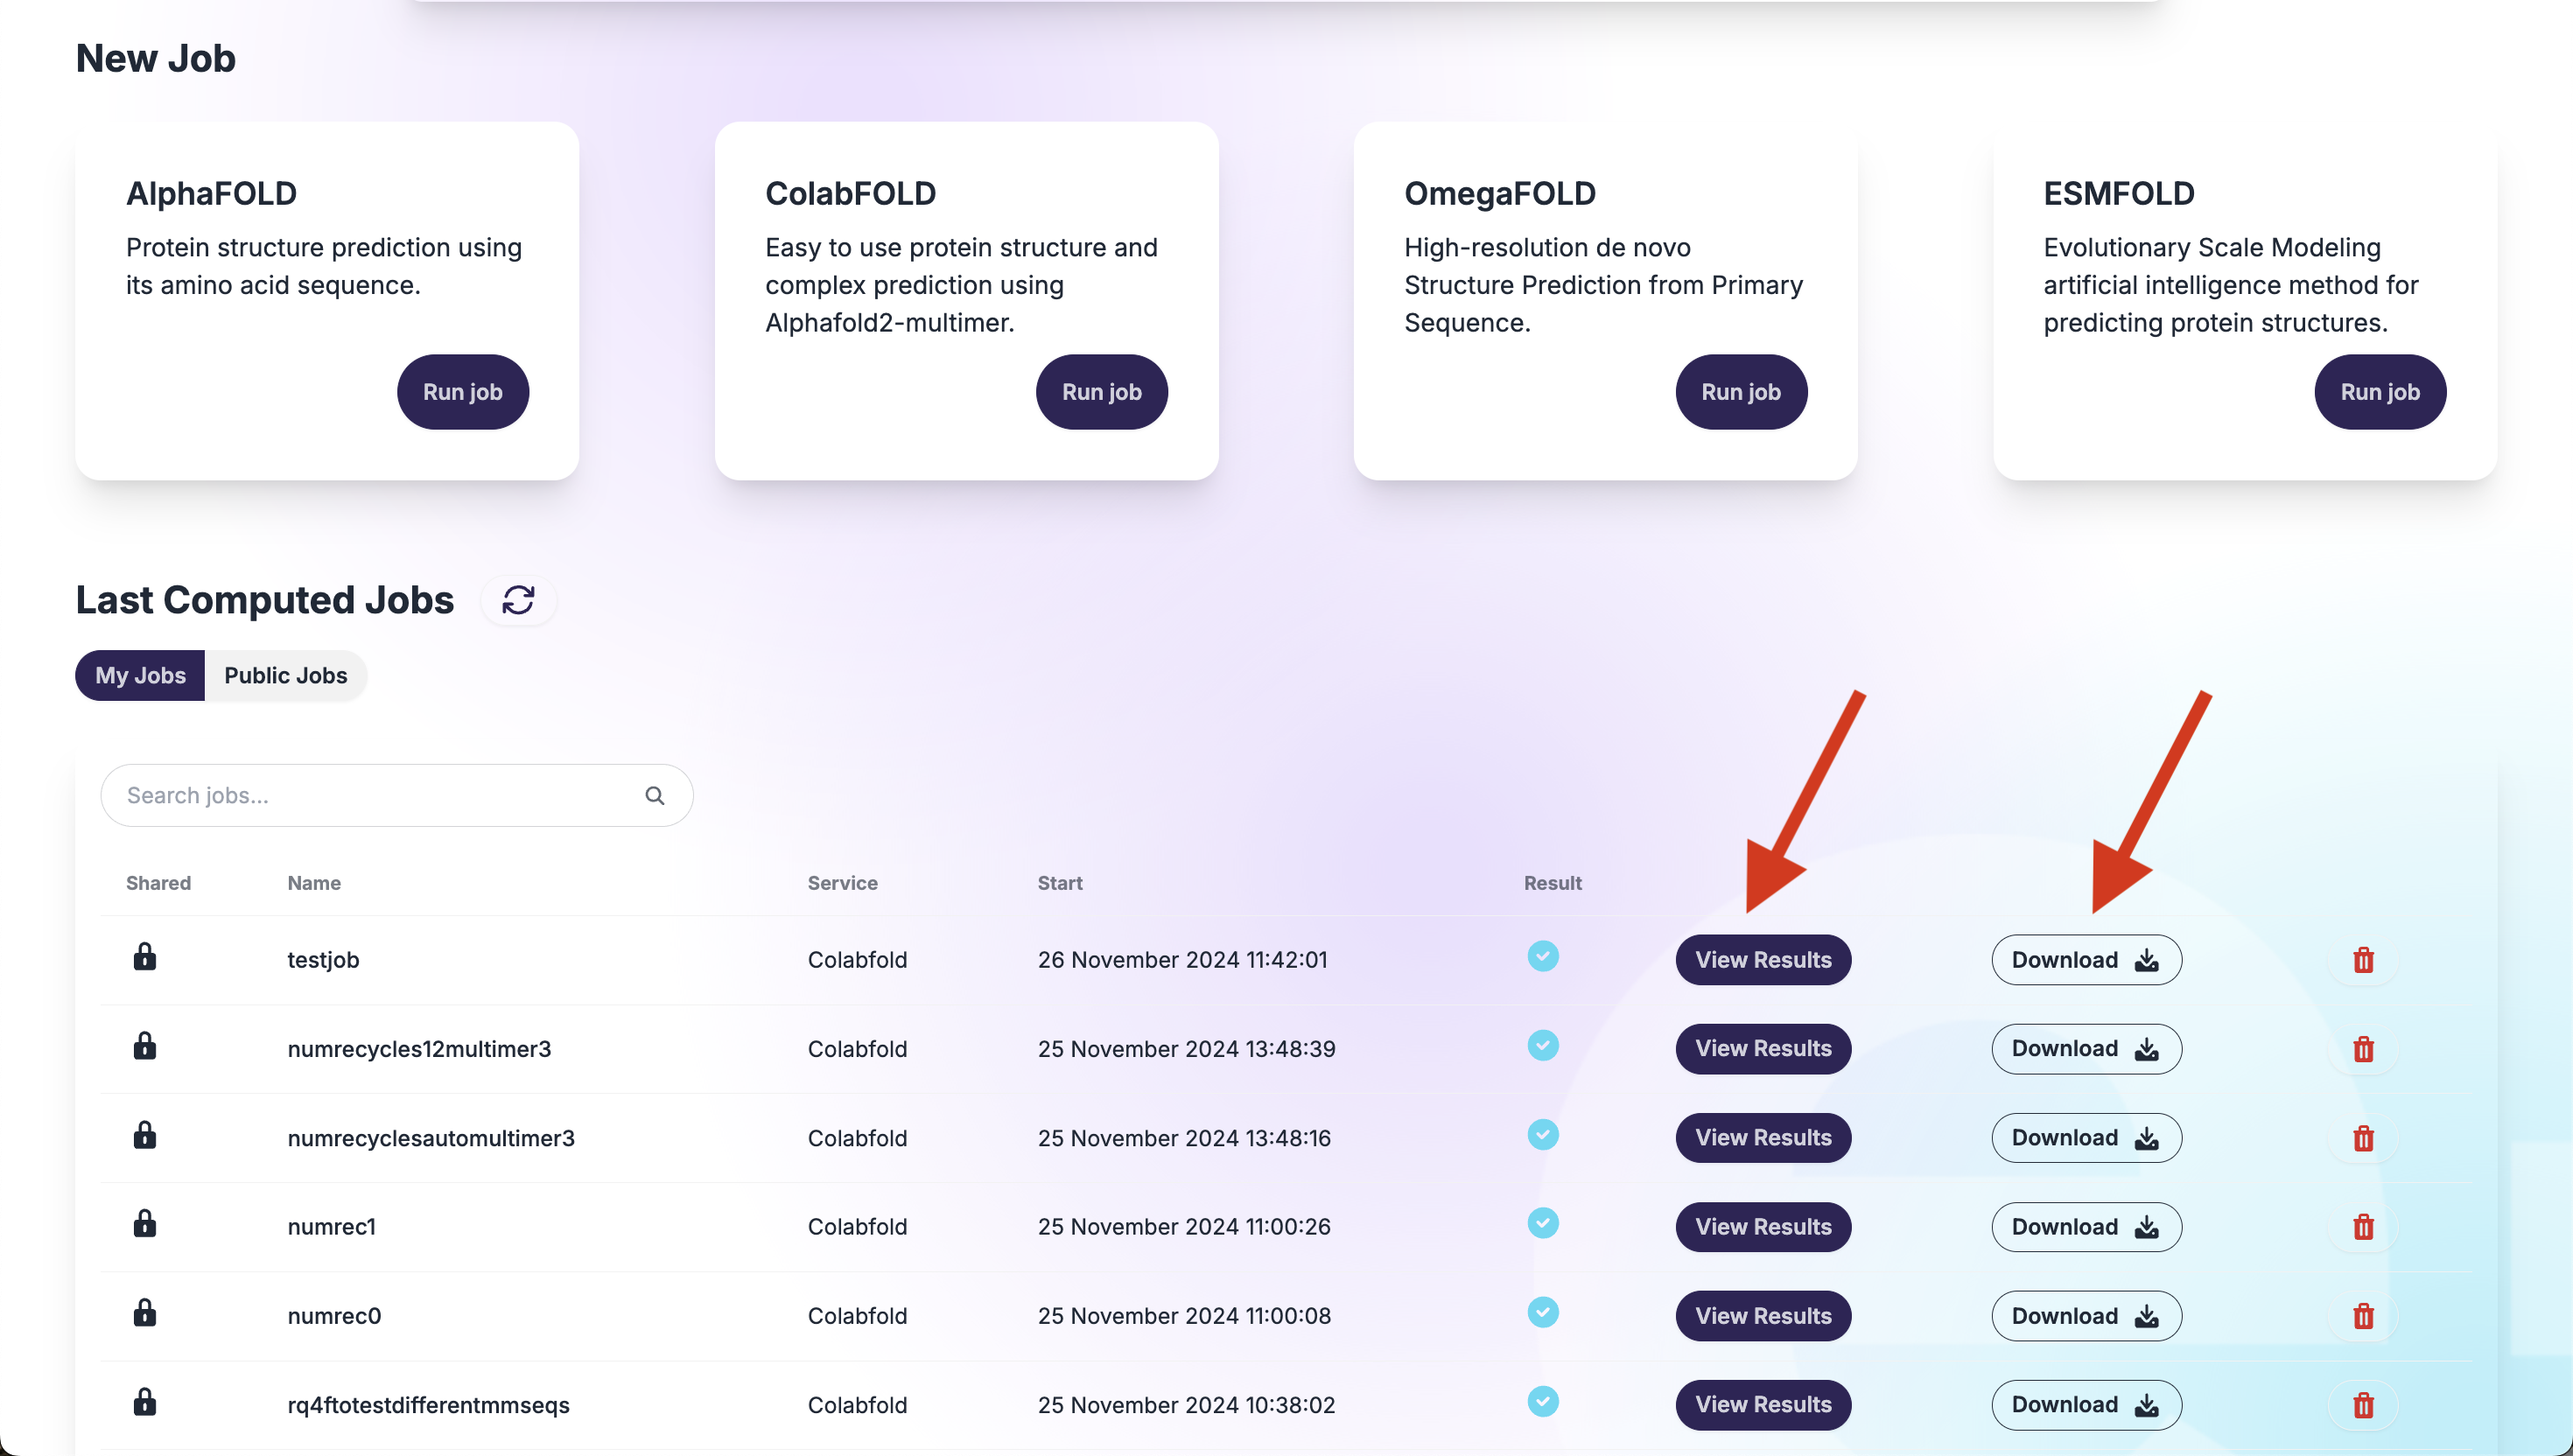 New Job
AlphaFOLD
Protein structure prediction using
its amino acid sequence.
Run job
ColabFOLD
Easy to use protein structure and
complex prediction using
Alphafold2-multimer.
Run job
OmegaFOLD
High-resolution de novo
Structure Prediction from Primary
Sequence.
Run job
ESMFOLD
Evolutionary Scale Modeling
artificial intelligence method for
predicting protein structures.
Run job
Last Computed Jobs
My Jobs Public Jobs
Search jobs...
Shared Name Service Start Result
testjob Colabfold 26 November 2024 11:42:01 View Results Download
numrecycles12multimer3 Colabfold 25 November 2024 13:48:39 View Results Download
numrecyclesautomultimer3 Colabfold 25 November 2024 13:48:16 View Results Download
numrec1 Colabfold 25 November 2024 11:00:26 View Results Download
numrec0 Colabfold 25 November 2024 11:00:08 View Results Download
rq4ftotestdifferentmmseqs Colabfold 25 November 2024 10:38:02 View Results Download